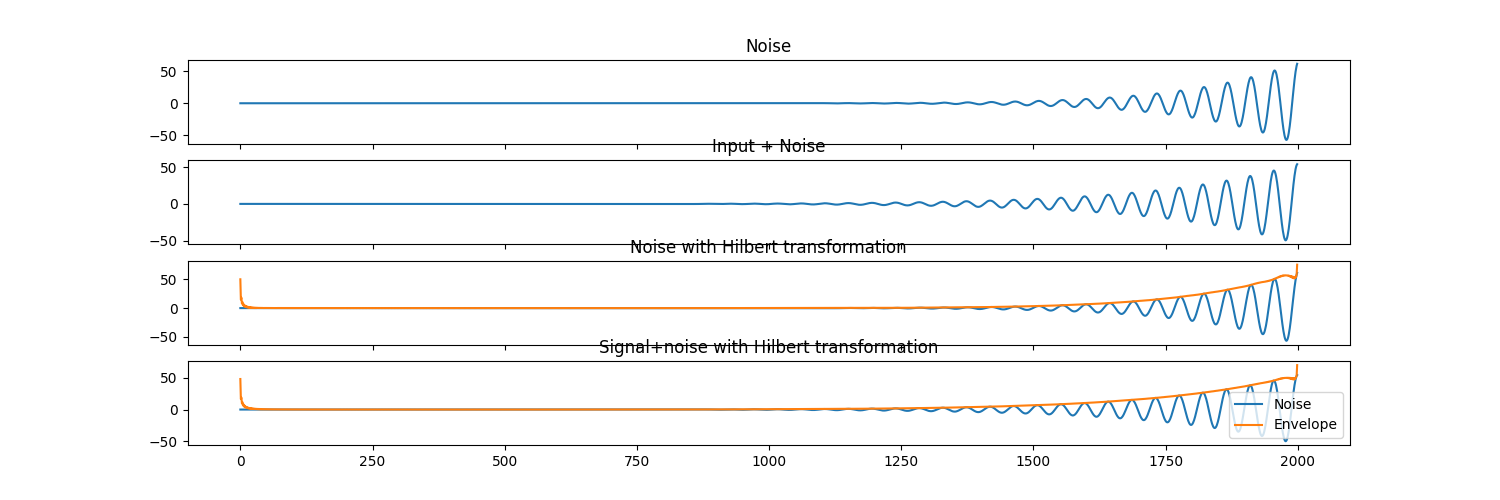 Noise
50
0
−50
Input + Noise
50
0
−50
Noise with Hilbert transformation
50
0
−50
Signal+noise with Hilbert transformation
50
0
−50
Noise
Envelope
0 250 500 750 1000 1250 1500 1750 2000